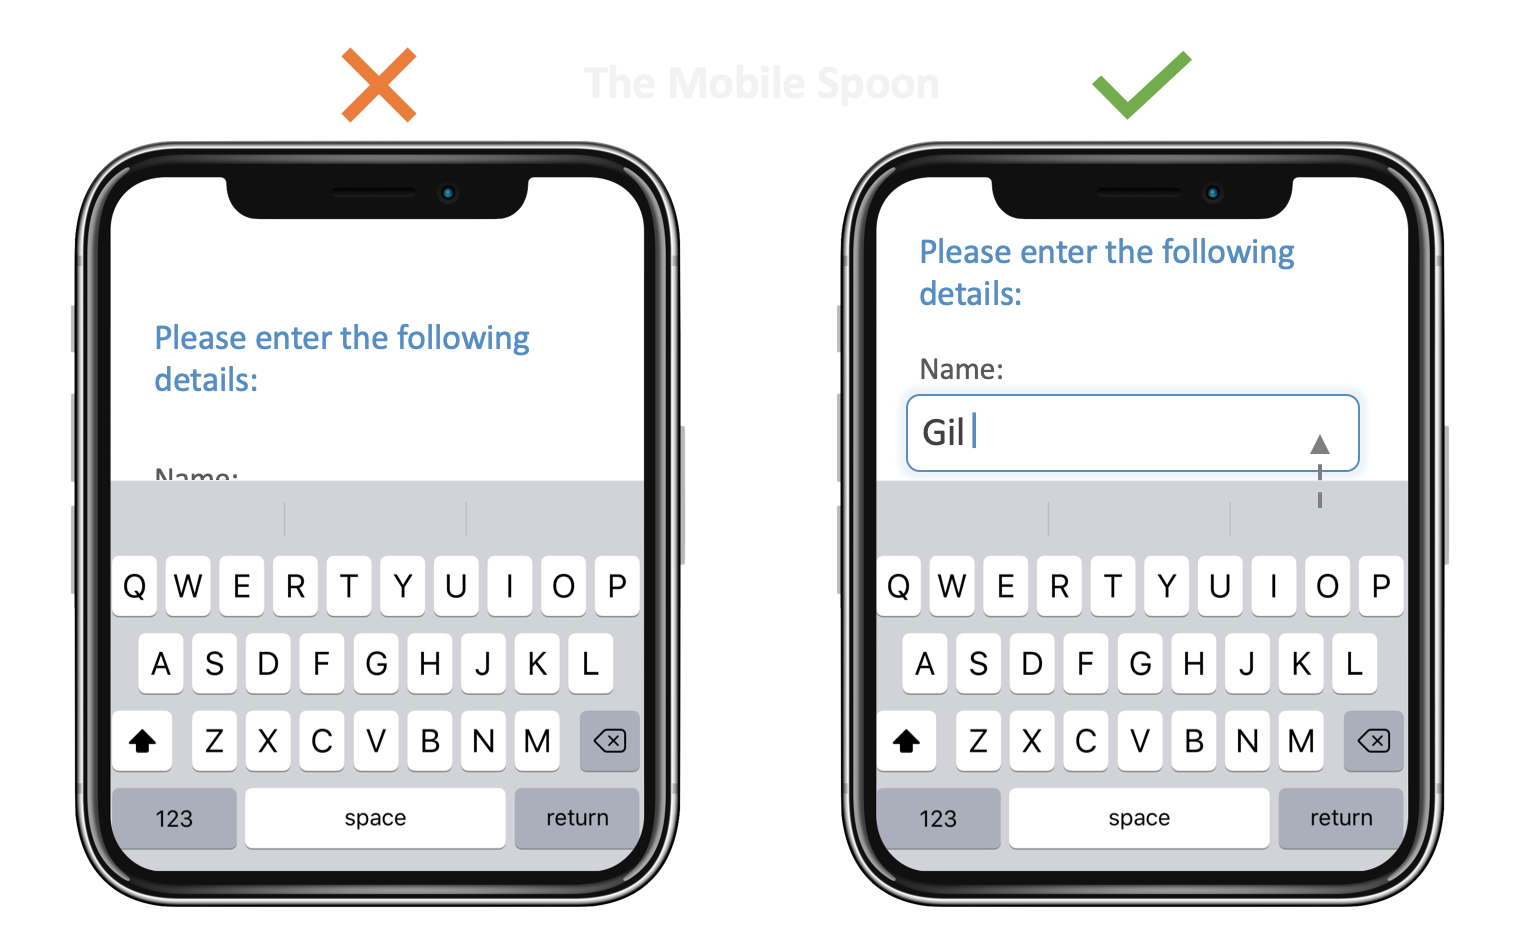 The Mobile Spoon
Please enter the following
details:
Name:
Q W E R T Y U I O P
A S D F G H J K L
Z X C V B N M
123 space return
Please enter the following
details:
Name:
Gil
Q W E R T Y U I O P
A S D F G H J K L
Z X C V B N M
123 space return